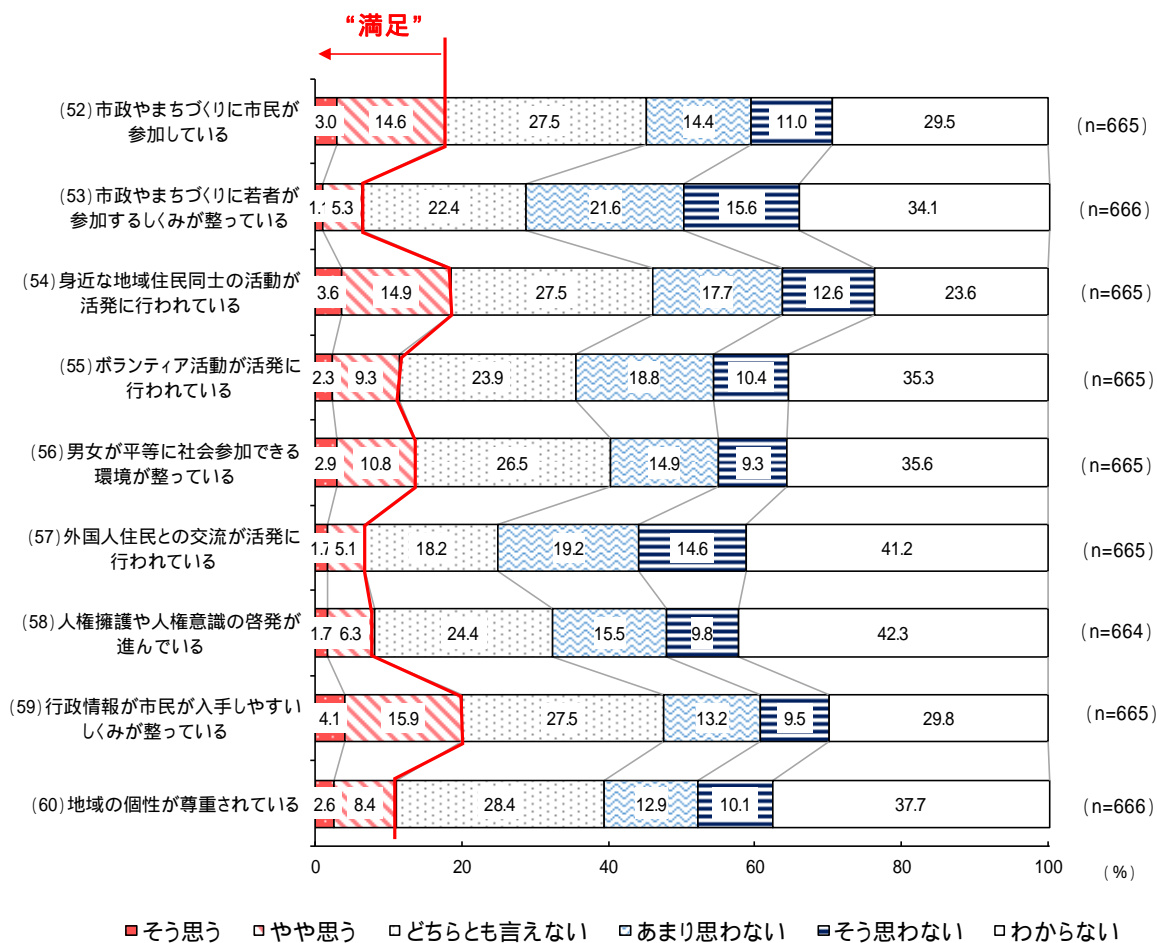 “満足”
(52)市政やまちづくりに市民が
参加している
3.0 14.6 27.5 14.4 11.0 29.5 (n=665)
(53)市政やまちづくりに若者が
参加するしくみが整っている
1.1 5.3 22.4 21.6 15.6 34.1 (n=666)
(54)身近な地域住民同士の活動が
活発に行われている
3.6 14.9 27.5 17.7 12.6 23.6 (n=665)
(55)ボランティア活動が活発に
行われている
2.3 9.3 23.9 18.8 10.4 35.3 (n=665)
(56)男女が平等に社会参加できる
環境が整っている
2.9 10.8 26.5 14.9 9.3 35.6 (n=665)
(57)外国人住民との交流が活発に
行われている
1.7 5.1 18.2 19.2 14.6 41.2 (n=665)
(58)人権擁護や人権意識の啓発が
進んでいる
1.7 6.3 24.4 15.5 9.8 42.3 (n=664)
(59)行政情報が市民が入手しやすい
しくみが整っている
4.1 15.9 27.5 13.2 9.5 29.8 (n=665)
(60)地域の個性が尊重されている
2.6 8.4 28.4 12.9 10.1 37.7 (n=666)
0 20 40 60 80 100 (%)
そう思う やや思う どちらとも言えない あまり思わない そう思わない わからない